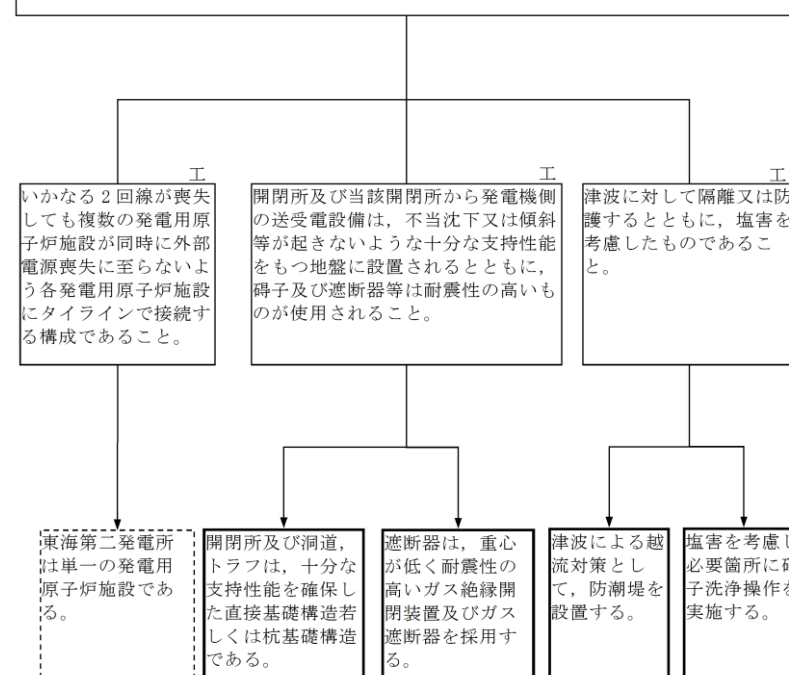 工
いかなる2回線が喪失
しても複数の発電用原
子炉施設が同時に外部
電源喪失に至らないよ
う各発電用原子炉施設
にタイラインで接続す
る構成であること。
工
開閉所及び当該開閉所から発電機側
の送受電設備は，不当沈下又は傾斜
等が起きないような十分な支持性能
をもつ地盤に設置されるとともに，
碍子及び遮断器等は耐震性の高いも
のが使用されること。
工
津波に対して隔離又は防
護するとともに，塩害を
考慮したものであるこ
と。
東海第二発電所
は単一の発電用
原子炉施設であ
る。
開閉所及び洞道，
トラフは，十分な
支持性能を確保し
た直接基礎構造若
しくは杭基礎構造
である。
遮断器は，重心
が低く耐震性の
高いガス絶縁開
閉装置及びガス
遮断器を採用す
る。
津波による越
流対策とし
て，防潮堤を
設置する。
塩害を考慮し
必要箇所に碍
子洗浄操作を
実施する。